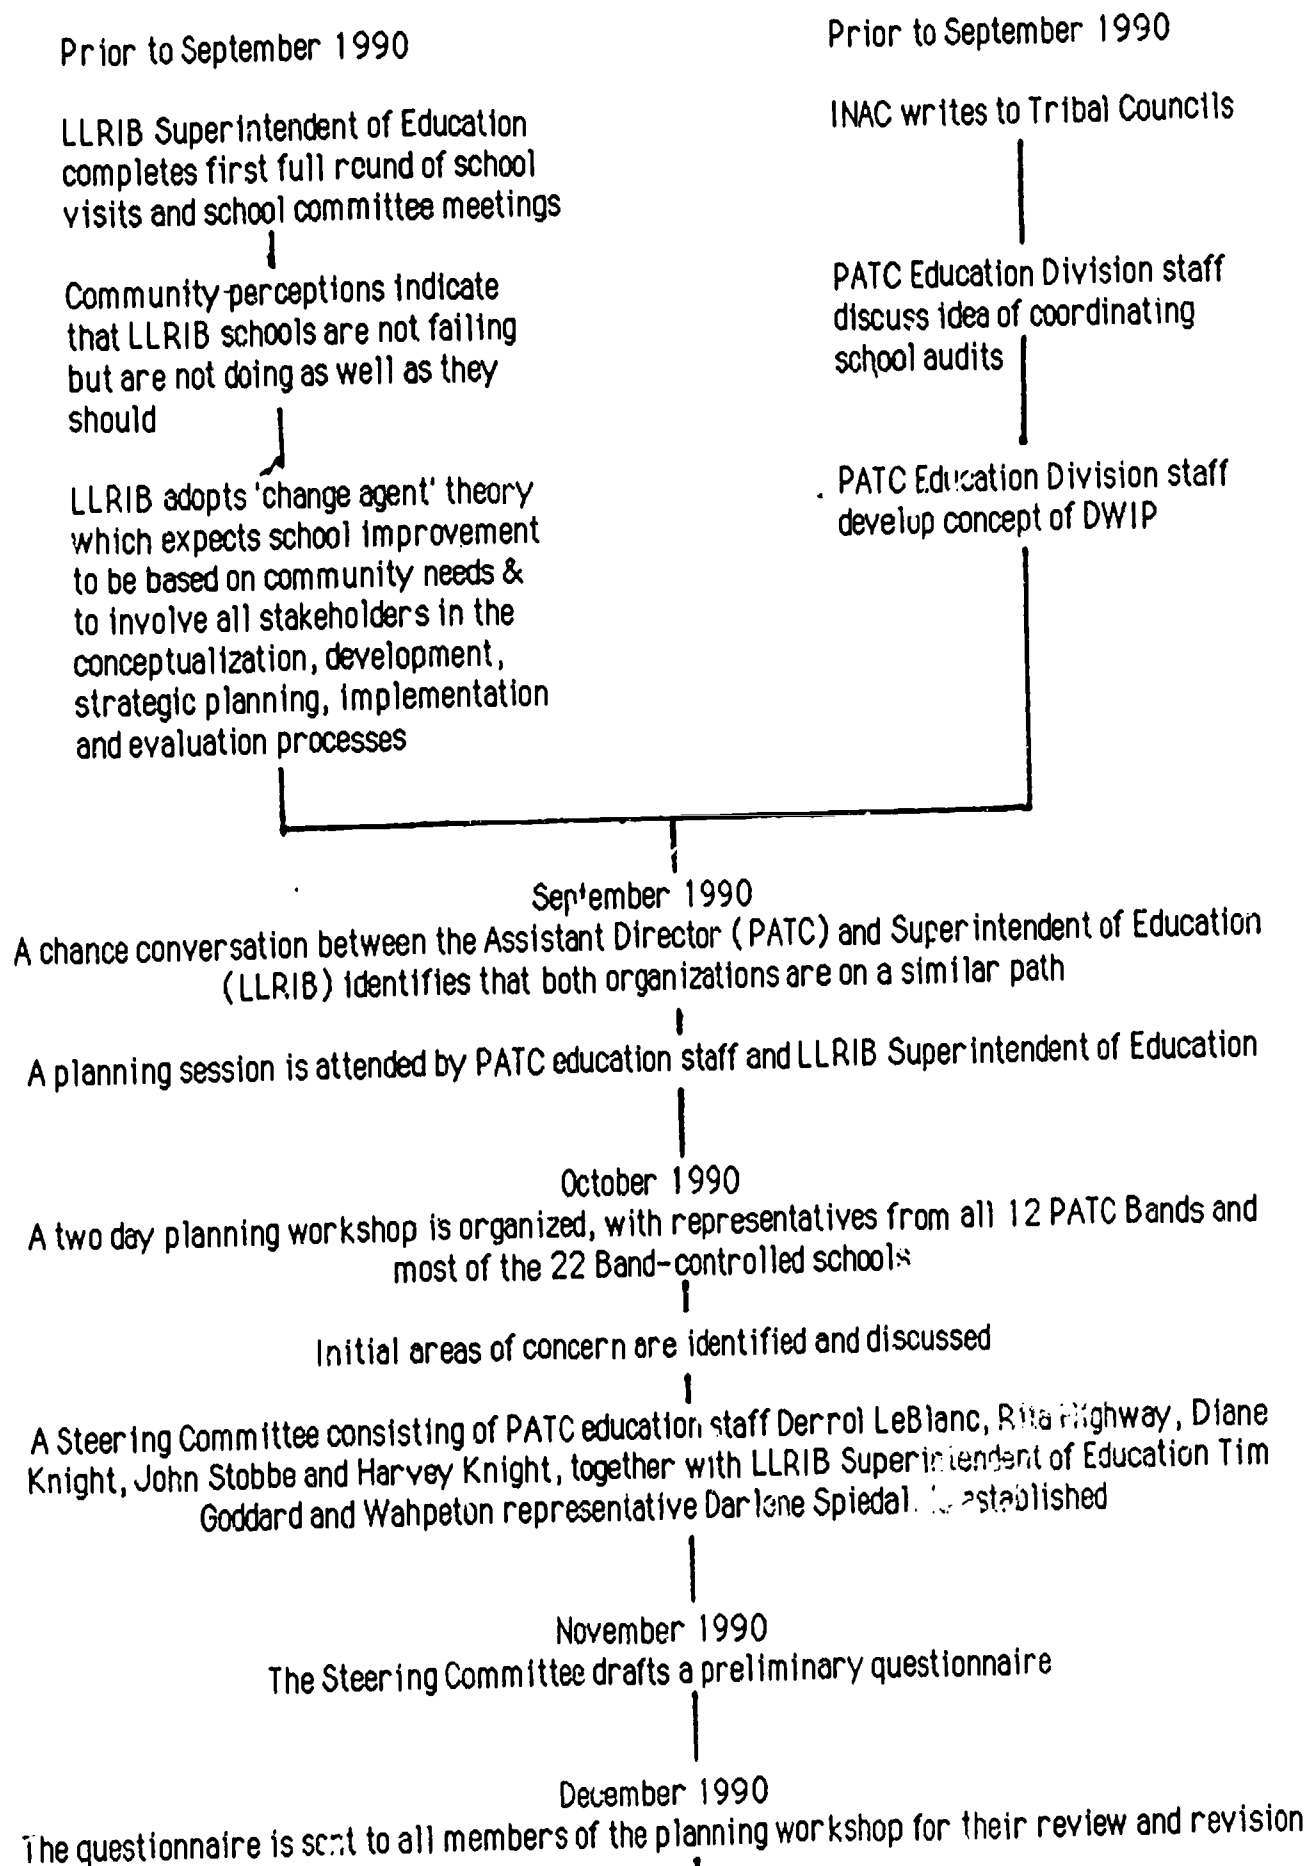 Prior to September 1990
LLRIB Superintendent of Education
completes first full round of school
visits and school committee meetings
Community perceptions indicate
that LLRIB schools are not failing
but are not doing as well as they
should
LLRIB adopts 'change agent' theory
which expects school improvement
to be based on community needs &
to involve all stakeholders in the
conceptualization, development,
strategic planning, implementation
and evaluation processes
Prior to September 1990
INAC writes to Tribal Councils
PATC Education Division staff
discuss idea of coordinating
school audits
PATC Education Division staff
develop concept of DWIP
September 1990
A chance conversation between the Assistant Director (PATC) and Superintendent of Education
(LLRIB) identifies that both organizations are on a similar path
A planning session is attended by PATC education staff and LLRIB Superintendent of Education
October 1990
A two day planning workshop is organized, with representatives from all 12 PATC Bands and
most of the 22 Band-controlled schools
Initial areas of concern are identified and discussed
A Steering Committee consisting of PATC education staff Derrol LeBlanc, Rita Highway, Diane
Knight, John Stobbe and Harvey Knight, together with LLRIB Superintendent of Education Tim
Goddard and Wahpeton representative Darlene Spiedal. established
November 1990
The Steering Committee drafts a preliminary questionnaire
December 1990
The questionnaire is sent to all members of the planning workshop for their review and revision